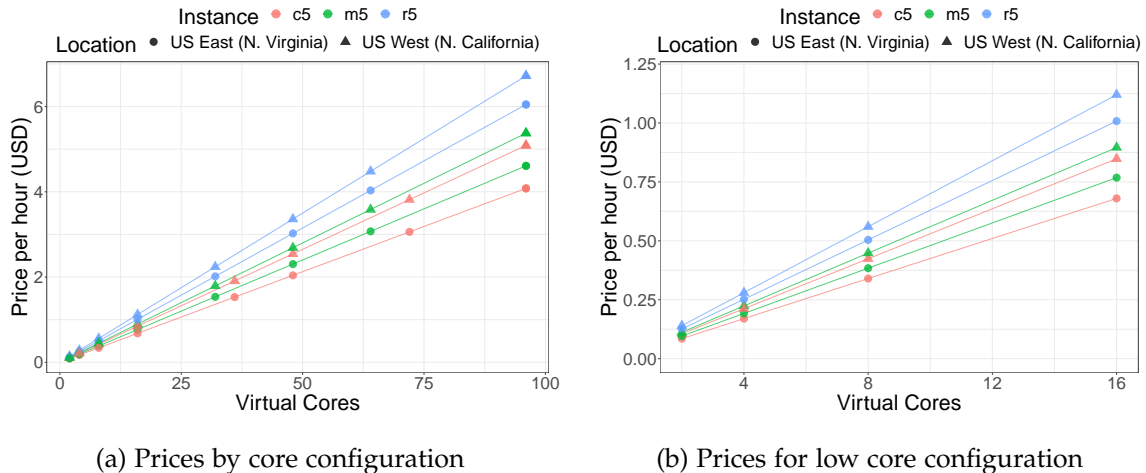 Instance c5 m5 r5
Location US East (N. Virginia) US West (N. California)
Price per hour (USD)
6
4
2
0
0 25 50 75 100
Virtual Cores
(a) Prices by core configuration
Instance c5 m5 r5
Location US East (N. Virginia) US West (N. California)
Price per hour (USD)
1.25
1.00
0.75
0.50
0.25
0.00
4 8 12 16
Virtual Cores
(b) Prices for low core configuration